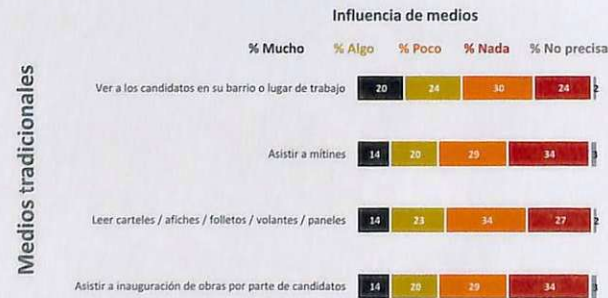 Influencia de medios
% Mucho % Algo % Poco % Nada % No precisa
Medios tradicionales
Ver a los candidatos en su barrio o lugar de trabajo 20 24 30 24 2
Asistir a mítines 14 20 29 34 3
Leer carteles / afiches / folletos / volantes / paneles 14 23 34 27 2
Asistir a inauguración de obras por parte de candidatos 14 20 29 34 3